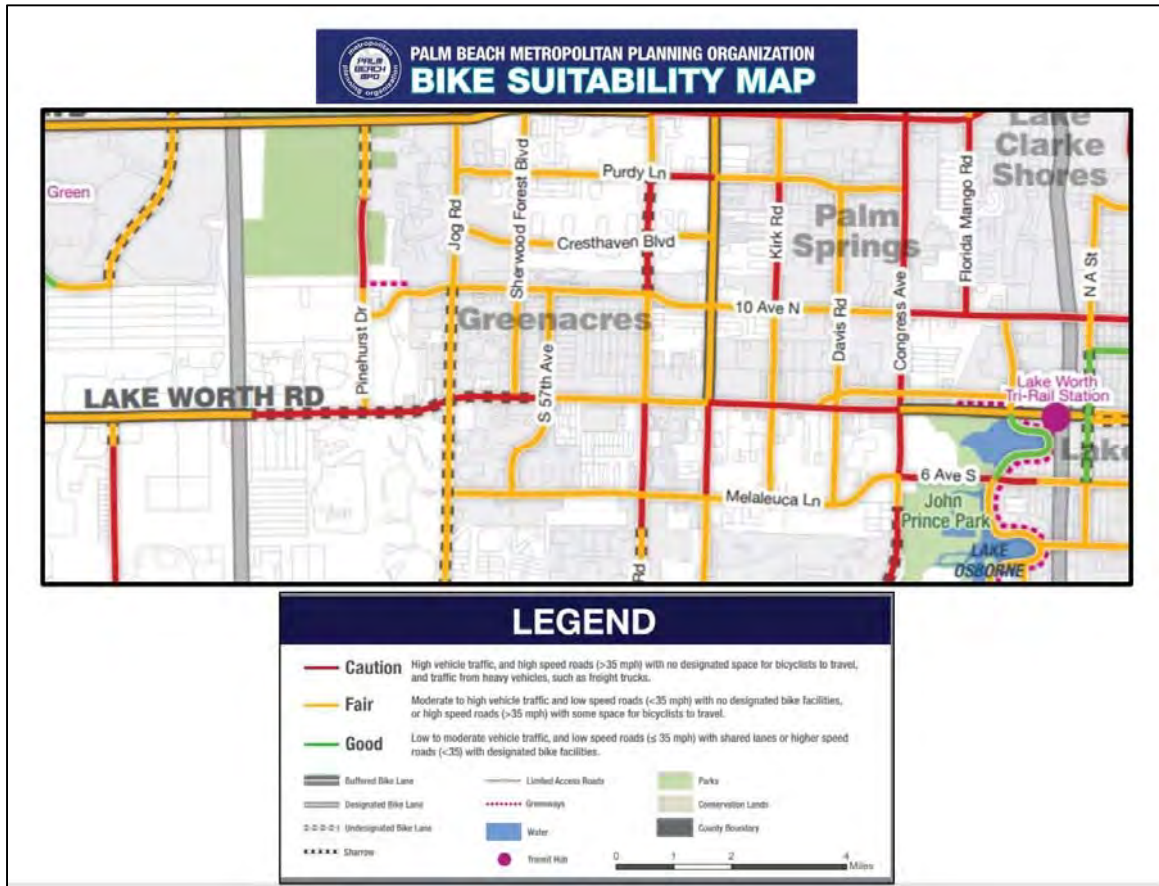 metropolitan
PALM
BEACH
MPO
planning organization
PALM BEACH METROPOLITAN PLANNING ORGANIZATION
BIKE SUITABILITY MAP
Lake
Clarke
Shores
Green
Purdy Ln
Sherwood Forest Blvd
Jog Rd
Cresthaven Blvd
Kirk Rd
Palm
Springs
Florida Mango Rd
N A St
Pinehurst Dr
Greenacres
10 Ave N
Davis Rd
Congress Ave
LAKE WORTH RD
S 57th Ave
Lake Worth
Tri-Rail Station
Lake
6 Ave S
Melaleuca Ln
John
Prince Park
LAKE
OSBORNE
Rd
LEGEND
Caution High vehicle traffic, and high speed roads (>35 mph) with no designated space for bicyclists to travel,
and traffic from heavy vehicles, such as freight trucks.
Fair Moderate to high vehicle traffic and low speed roads (<35 mph) with no designated bike facilities,
or high speed roads (>35 mph) with some space for bicyclists to travel.
Good Low to moderate vehicle traffic, and low speed roads (≤ 35 mph) with shared lanes or higher speed
roads (<35) with designated bike facilities.
Buffered Bike Lane
Limited Access Roads
Parks
Designated Bike Lane
Greenways
Conservation Lands
Undesignated Bike Lane
Water
County Boundary
Sharrow
Transit Hub
0 1 2 4
Miles